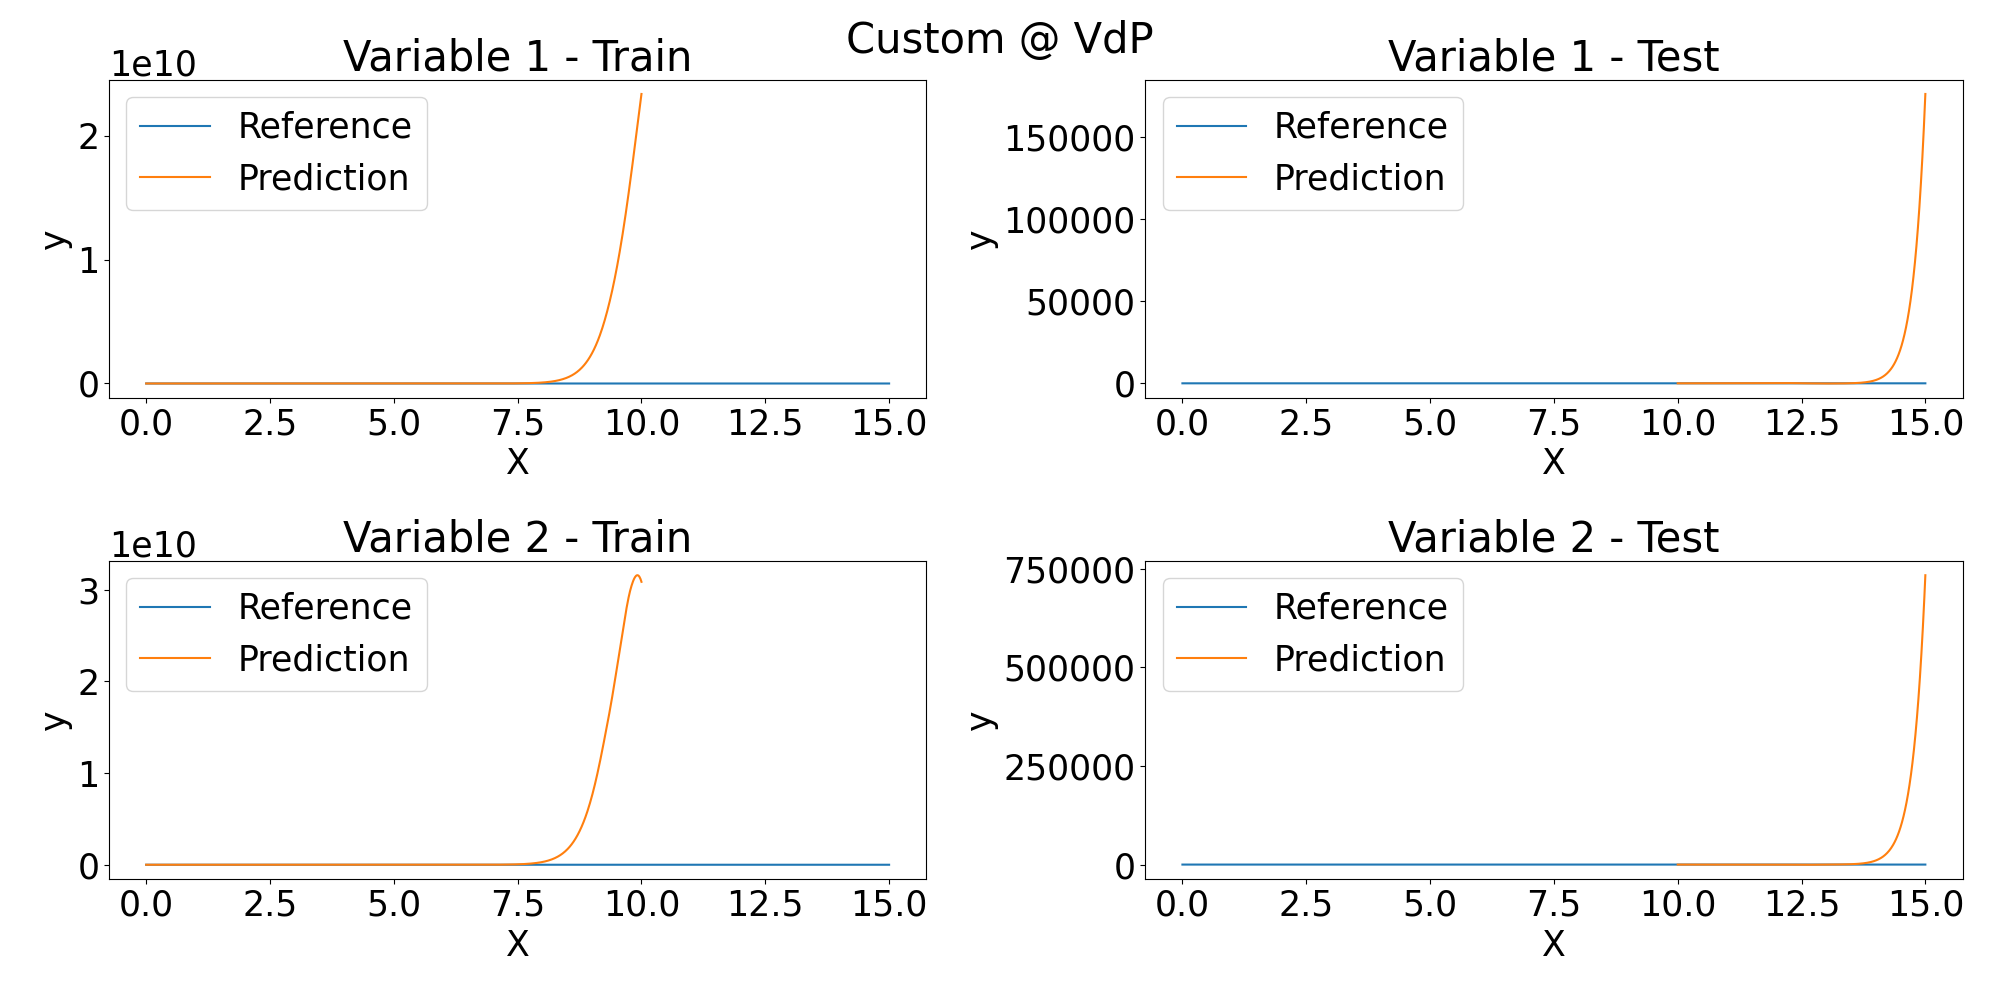 Custom @ VdP
Variable 1 - Train
1e10
Reference
Prediction
2
1
0
y
0.0 2.5 5.0 7.5 10.0 12.5 15.0
X
Variable 1 - Test
Reference
Prediction
150000
100000
50000
0
y
0.0 2.5 5.0 7.5 10.0 12.5 15.0
X
Variable 2 - Train
1e10
Reference
Prediction
3
2
1
0
y
0.0 2.5 5.0 7.5 10.0 12.5 15.0
X
Variable 2 - Test
Reference
Prediction
750000
500000
250000
0
y
0.0 2.5 5.0 7.5 10.0 12.5 15.0
X